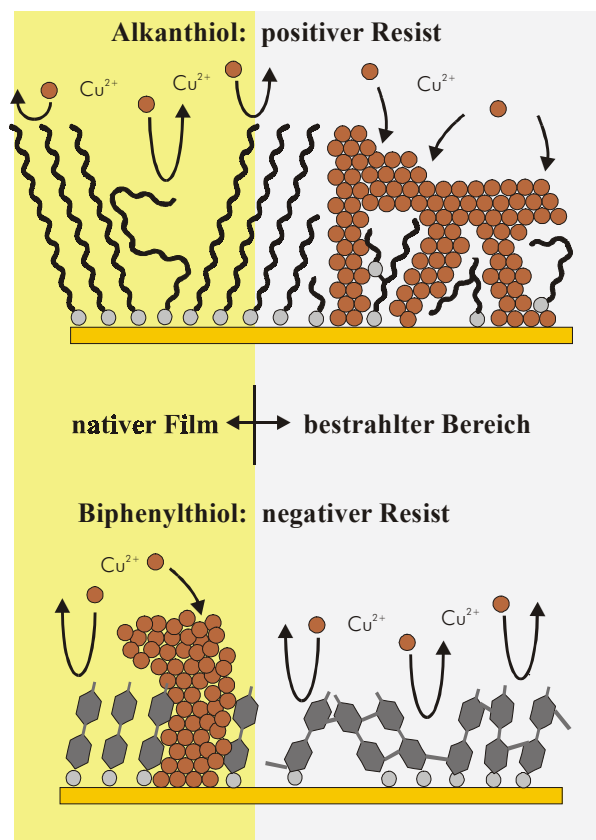 Alkanthiol: positiver Resist
Cu²⁺
Cu²⁺
Cu²⁺
nativer Film
bestrahlter Bereich
Biphenylthiol: negativer Resist
Cu²⁺
Cu²⁺
Cu²⁺